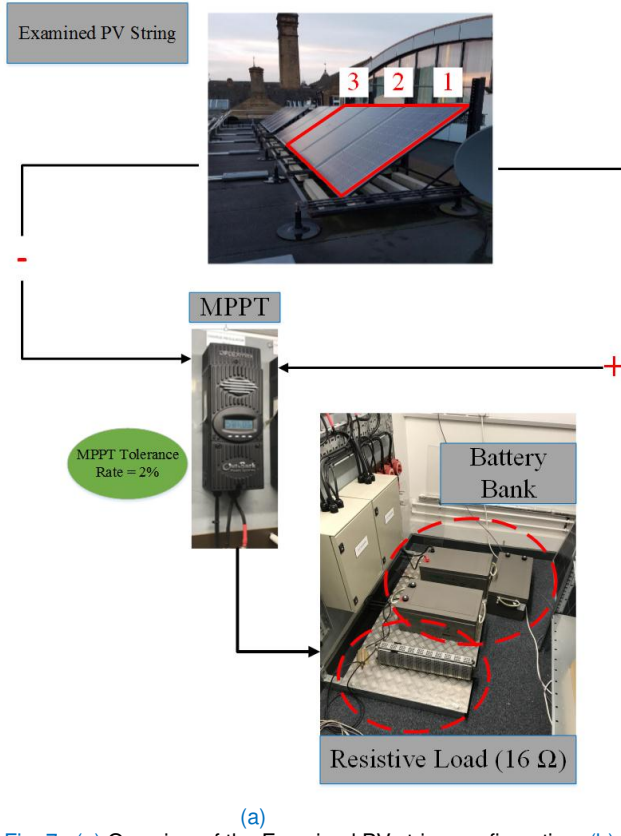 Examined PV String
3 2 1
-
MPPT
+
MPPT Tolerance
Rate = 2%
Battery
Bank
Resistive Load (16 Ω)
(a)